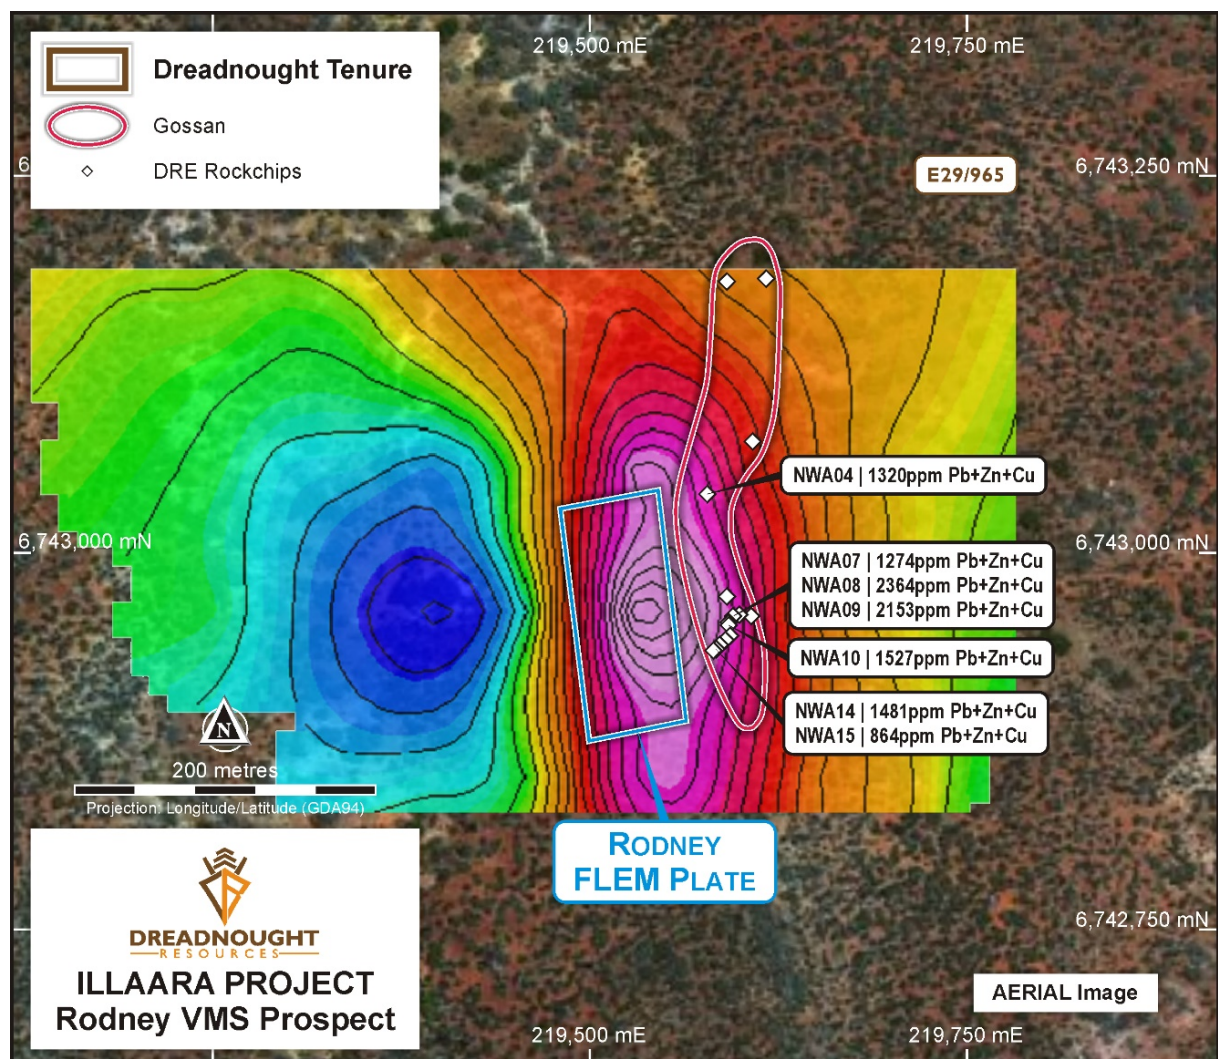 219,500 mE
219,750 mE
Dreadnought Tenure
Gossan
DRE Rockchips
6
6,743,250 mN
E29/965
NWA04 | 1320ppm Pb+Zn+Cu
6,743,000 mN
6,743,000 mN
NWA07 | 1274ppm Pb+Zn+Cu
NWA08 | 2364ppm Pb+Zn+Cu
NWA09 | 2153ppm Pb+Zn+Cu
NWA10 | 1527ppm Pb+Zn+Cu
NWA14 | 1481ppm Pb+Zn+Cu
NWA15 | 864ppm Pb+Zn+Cu
N
200 metres
Projection: Longitude/Latitude (GDA94)
RODNEY
FLEM PLATE
DREADNOUGHT
RESOURCES
ILLAARA PROJECT
Rodney VMS Prospect
6,742,750 mN
AERIAL Image
219,500 mE
219,750 mE